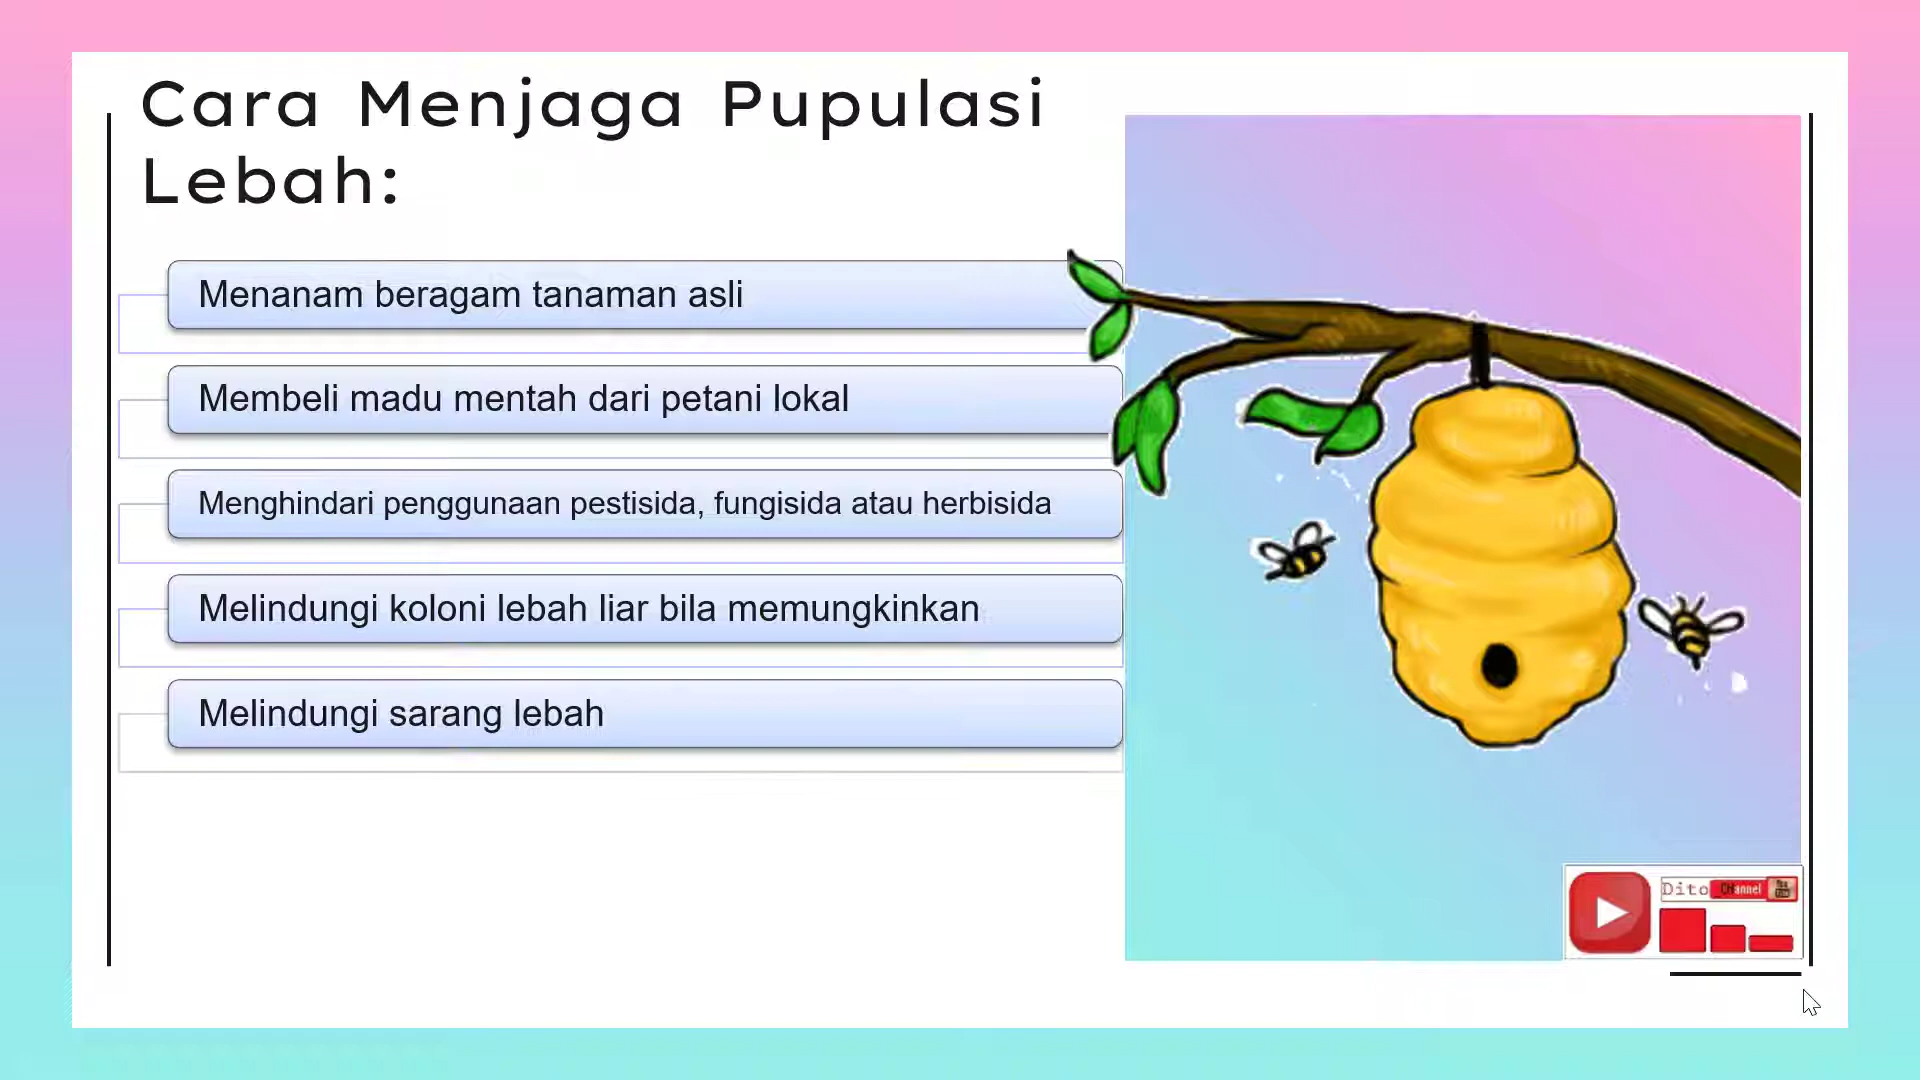 Cara Menjaga Pupulasi
Lebah:
Menanam beragam tanaman asli
Membeli madu mentah dari petani lokal
Menghindari penggunaan pestisida, fungisida atau herbisida
Melindungi koloni lebah liar bila memungkinkan
Melindungi sarang lebah
Dito CHannel